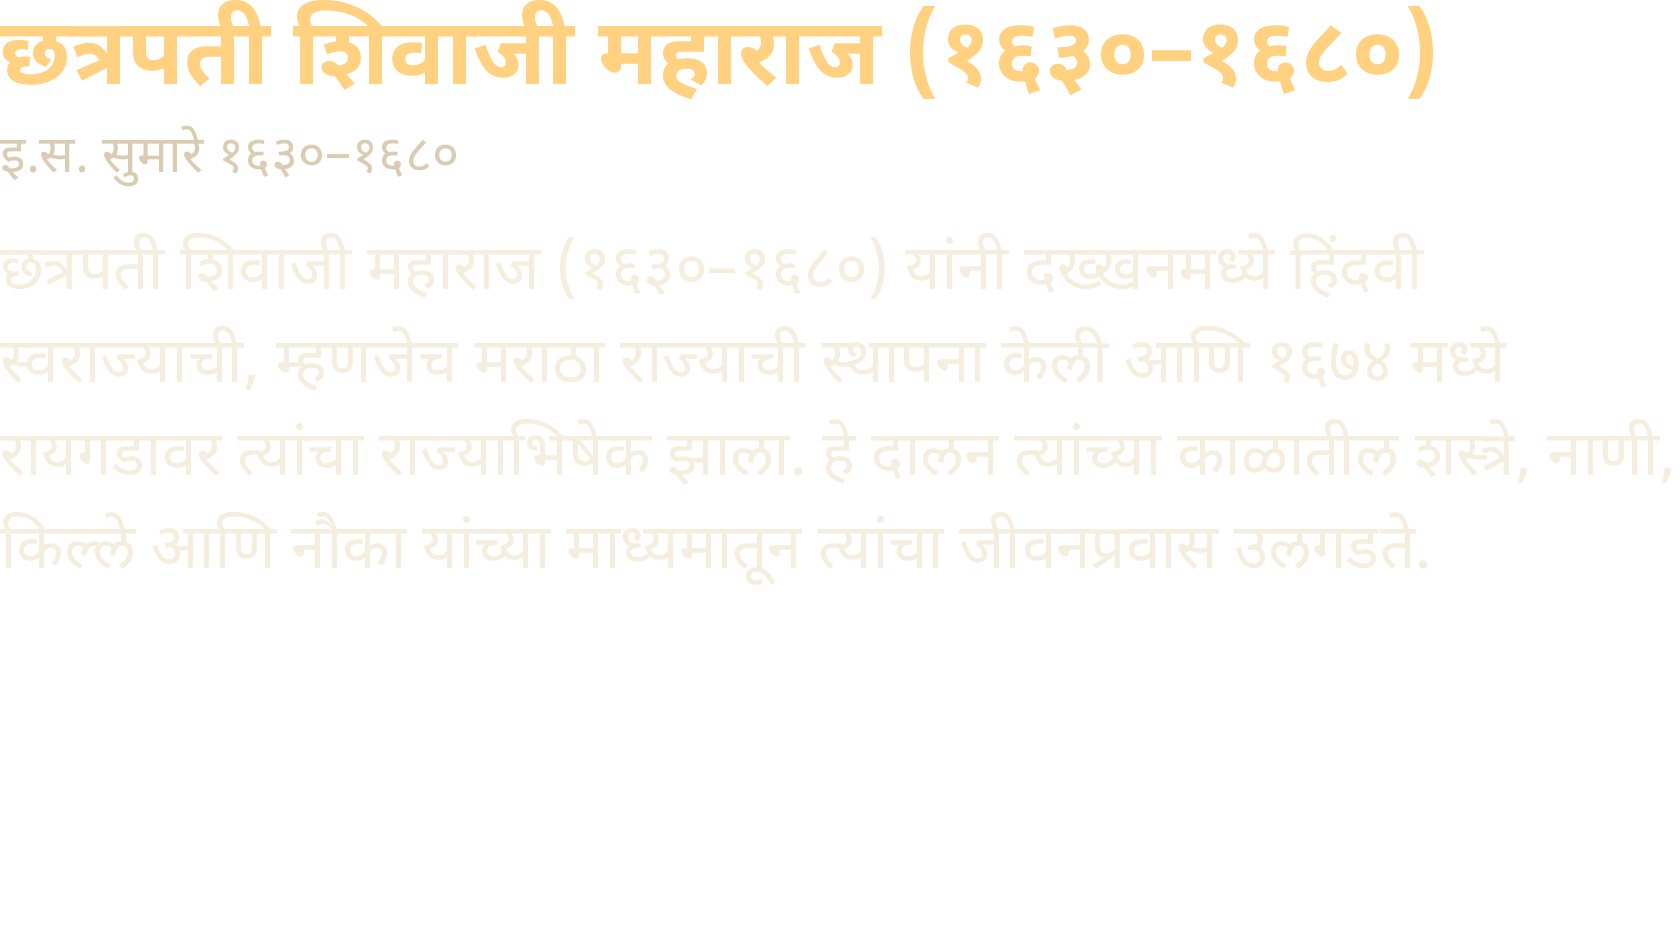 छत्रपती शिवाजी महाराज (१६३०–१६८०)
इ.स. सुमारे १६३०–१६८०
छत्रपती शिवाजी महाराज (१६३०–१६८०) यांनी दख्खनमध्ये हिंदवी
स्वराज्याची, म्हणजेच मराठा राज्याची स्थापना केली आणि १६७४ मध्ये
रायगडावर त्यांचा राज्याभिषेक झाला. हे दालन त्यांच्या काळातील शस्त्रे, नाणी,
किल्ले आणि नौका यांच्या माध्यमातून त्यांचा जीवनप्रवास उलगडते.